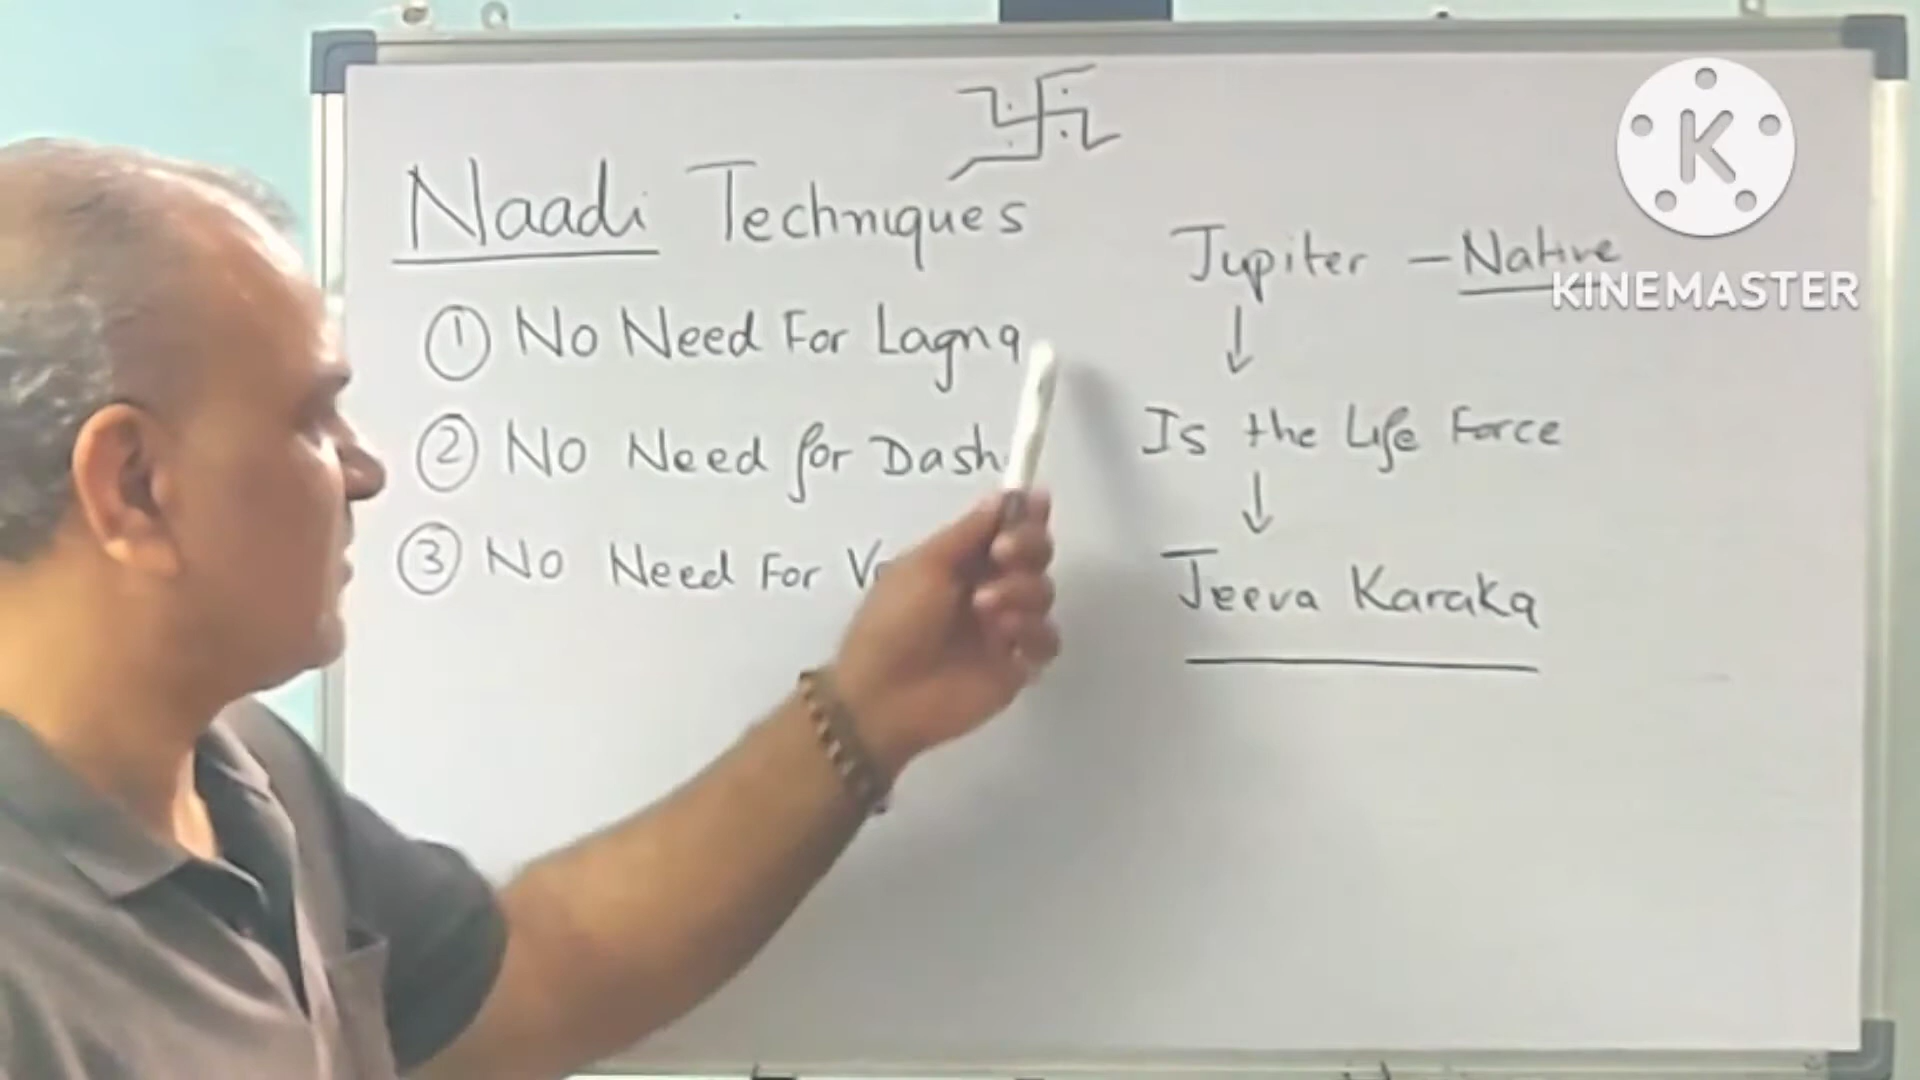 Naadi Techniques
① No Need For Lagna
② No Need for Dash
③ No Need For
Jupiter - Native
↓
Is the Life Force
↓
Jeeva Karaka
K
KINEMASTER